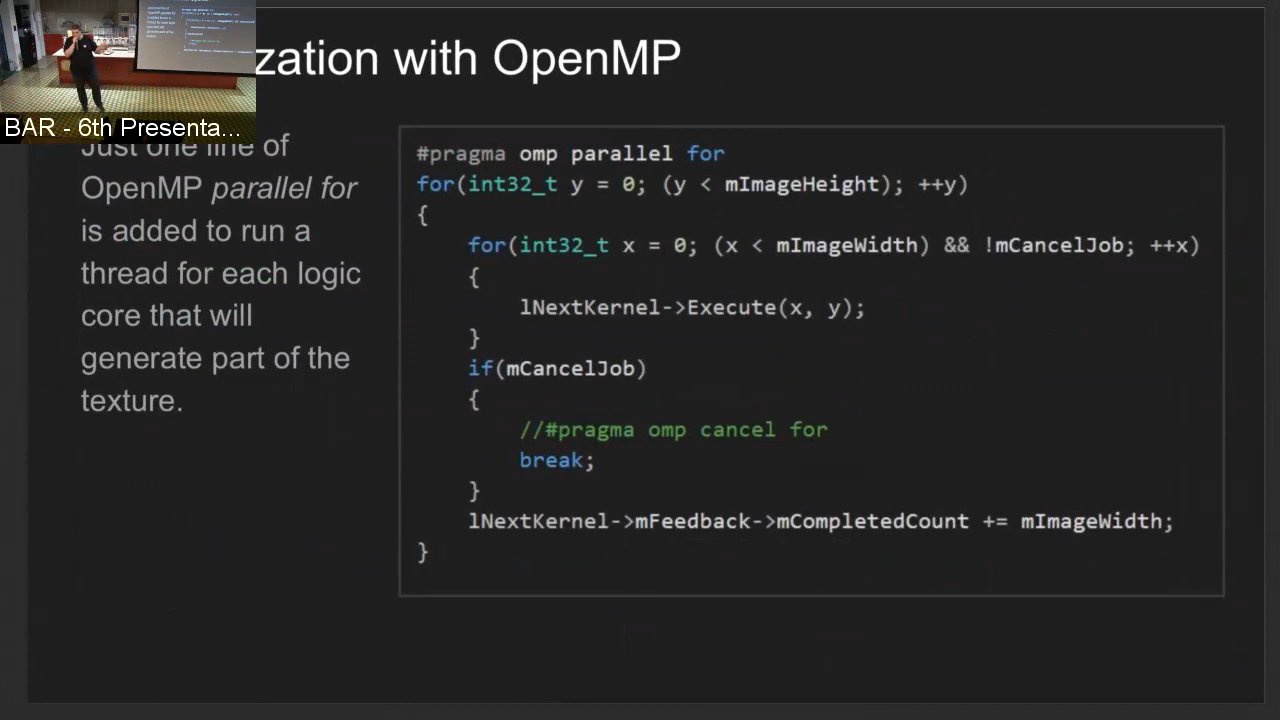 zation with OpenMP
BAR - 6th Presenta...
Just one line of
OpenMP parallel for
is added to run a
thread for each logic
core that will
generate part of the
texture.
#pragma omp parallel for
for(int32_t y = 0; (y < mImageHeight); ++y)
{
for(int32_t x = 0; (x < mImageWidth) && !mCancelJob; ++x)
{
lNextKernel->Execute(x, y);
}
if(mCancelJob)
{
//#pragma omp cancel for
break;
}
lNextKernel->mFeedback->mCompletedCount += mImageWidth;
}